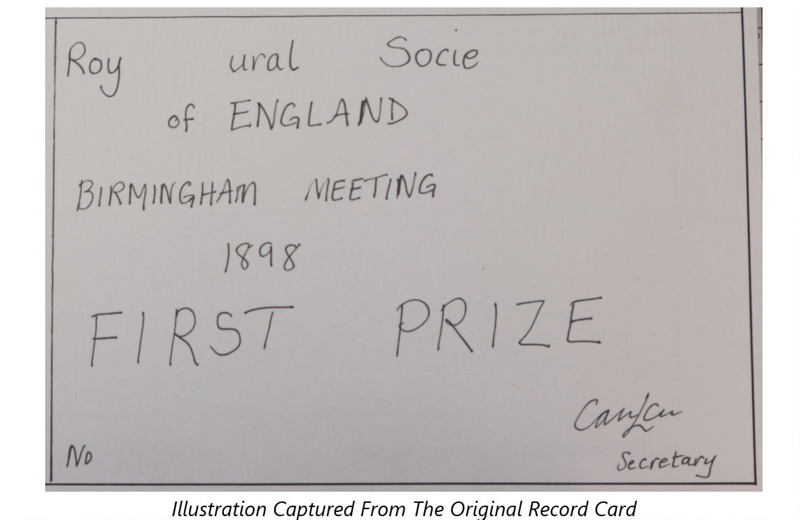 Roy ural Socie
of ENGLAND
BIRMINGHAM MEETING
1898
FIRST PRIZE
No
Secretary
Illustration Captured From The Original Record Card